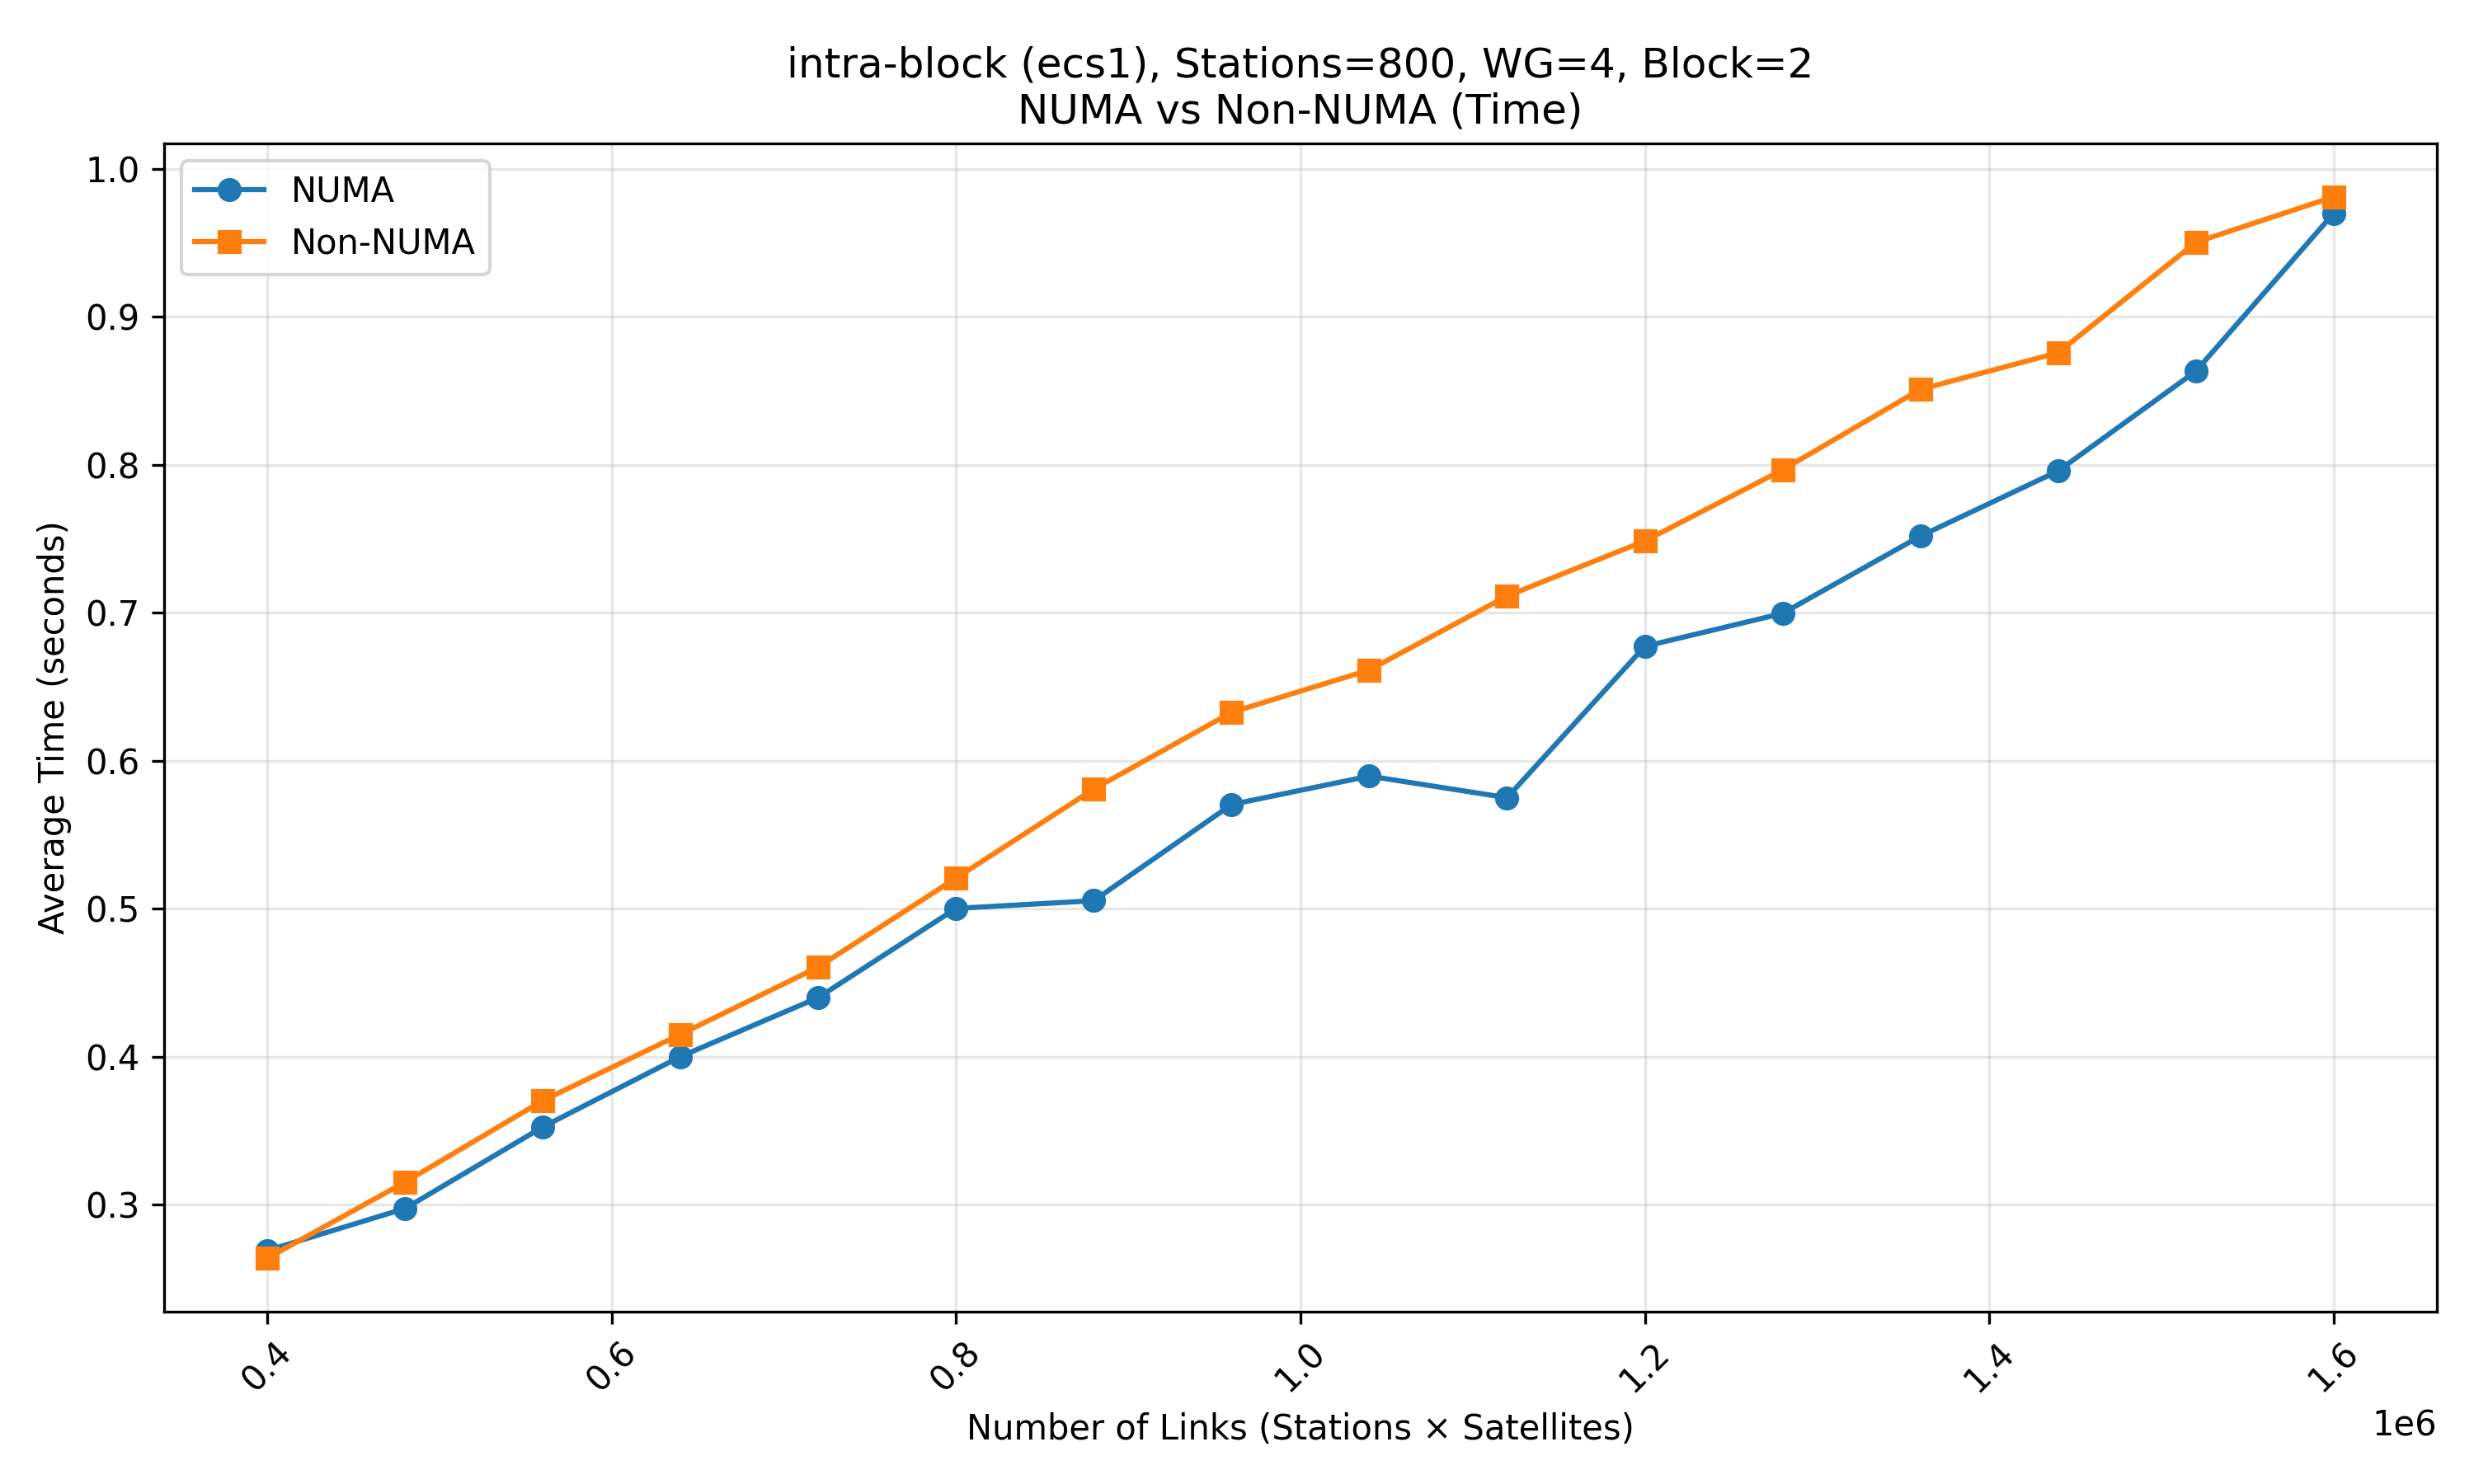 intra-block (ecs1), Stations=800, WG=4, Block=2
NUMA vs Non-NUMA (Time)
NUMA
Non-NUMA
Average Time (seconds)
1.0
0.9
0.8
0.7
0.6
0.5
0.4
0.3
0.4
0.6
0.8
1.0
1.2
1.4
1.6
1e6
Number of Links (Stations × Satellites)